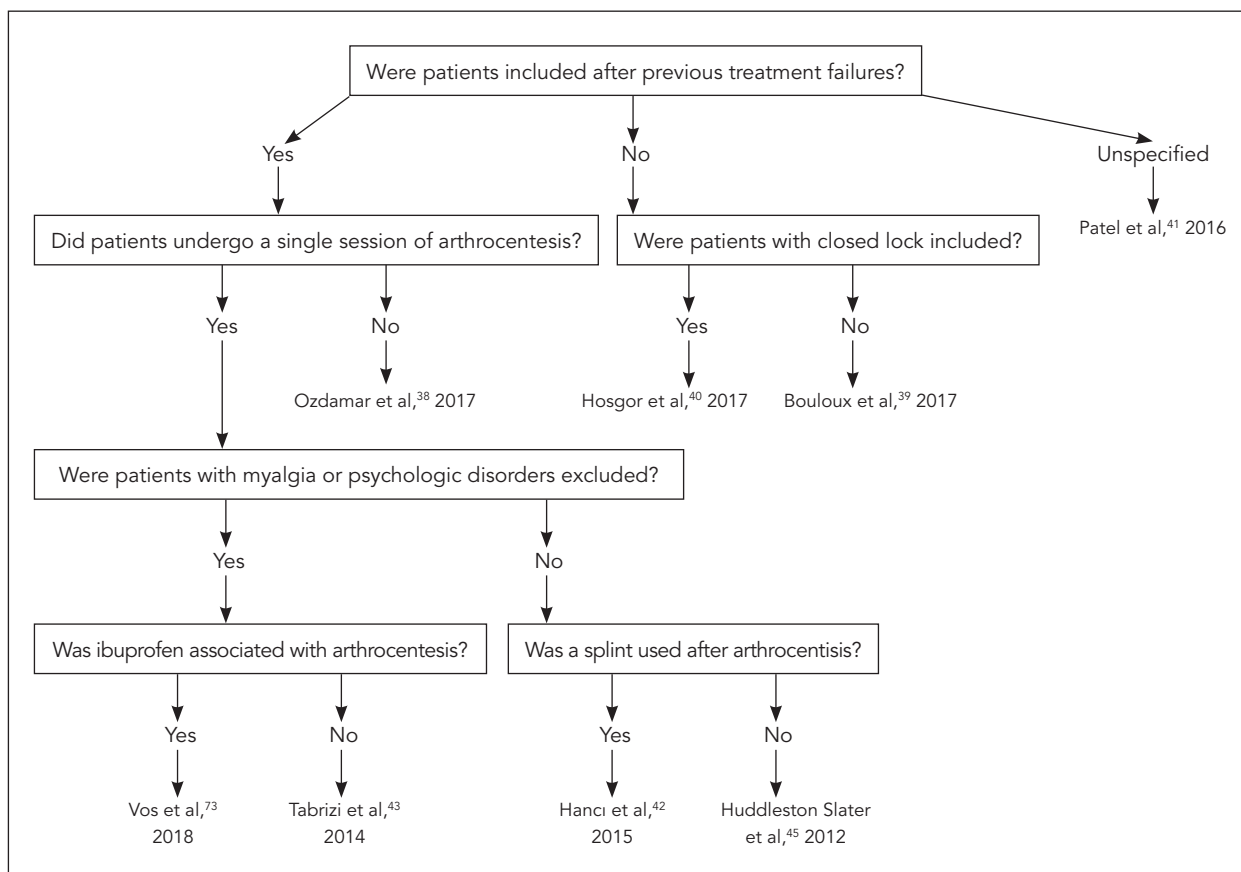 Were patients included after previous treatment failures?
Yes
No
Unspecified
Did patients undergo a single session of arthrocentesis?
Were patients with closed lock included?
Patel et al,⁴¹ 2016
Yes
No
Yes
No
Ozdamar et al,³⁸ 2017
Hosgor et al,⁴⁰ 2017
Bouloux et al,³⁹ 2017
Were patients with myalgia or psychologic disorders excluded?
Yes
No
Was ibuprofen associated with arthrocentesis?
Was a splint used after arthrocentisis?
Yes
No
Yes
No
Vos et al,⁷³
2018
Tabrizi et al,⁴³
2014
Hancı et al,⁴²
2015
Huddleston Slater
et al,⁴⁵ 2012